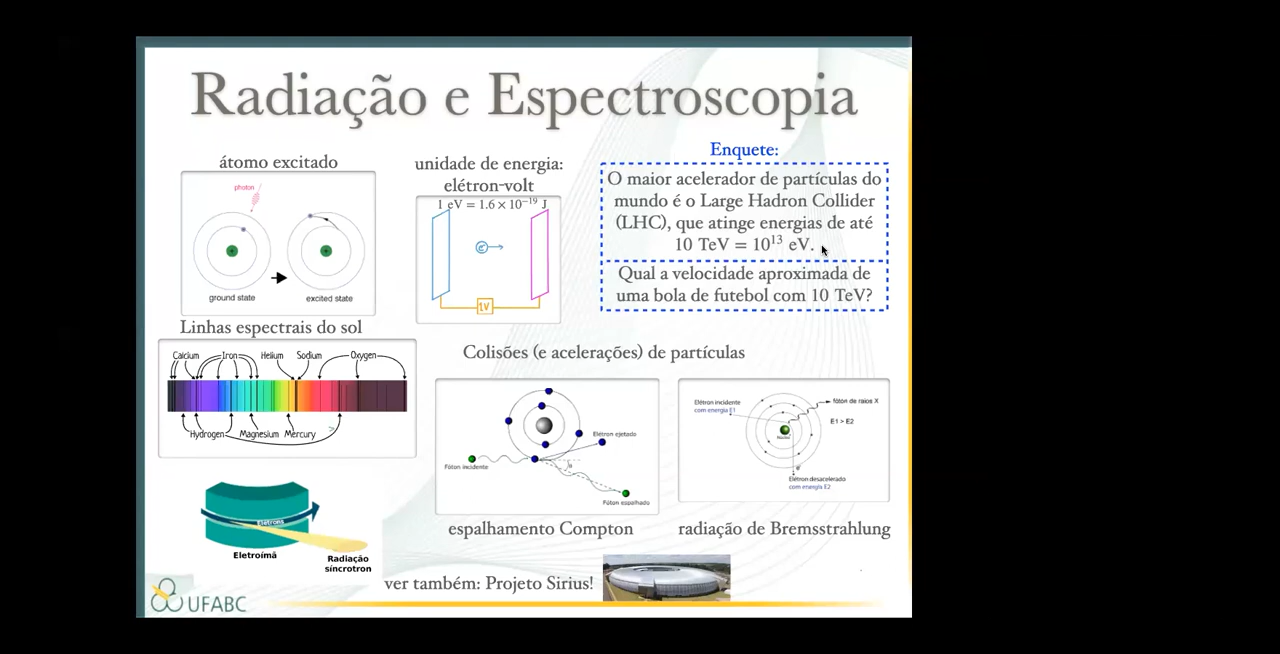 Radiação e Espectroscopia
átomo excitado
photon
ground state
excited state
unidade de energia:
elétron-volt
1 eV = 1.6 × 10⁻¹⁹ J
e
1V
Enquete:
O maior acelerador de partículas do
mundo é o Large Hadron Collider
(LHC), que atinge energias de até
10 TeV = 10¹³ eV.
Qual a velocidade aproximada de
uma bola de futebol com 10 TeV?
Linhas espectrais do sol
Calcium Iron Helium Sodium Oxygen
Hydrogen Magnesium Mercury
Colisões (e acelerações) de partículas
Elétron ejetado
Fóton incidente
Fóton espalhado
espalhamento Compton
Elétron incidente
com energia E1
fóton de raios X
E1 > E2
Núcleo
Elétron desacelerado
com energia E2
radiação de Bremsstrahlung
Elétrons
Eletroímã
Radiação
síncrotron
ver também: Projeto Sirius!
UFABC